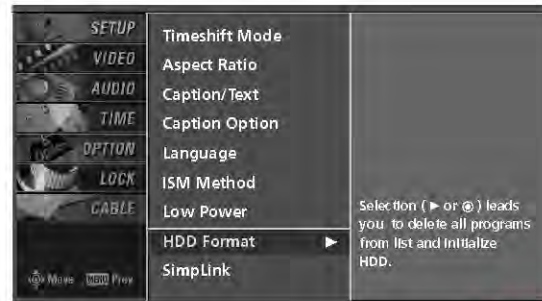 SETUP
VIDEO
AUDIO
TIME
OPTION
LOCK
CABLE
Move MENU Prev
Timeshift Mode
Aspect Ratio
Caption/Text
Caption Option
Language
ISM Method
Low Power
HDD Format ►
SimpLink
Selection ( ► or ◉ ) leads
you to delete all programs
from list and initialize
HDD.